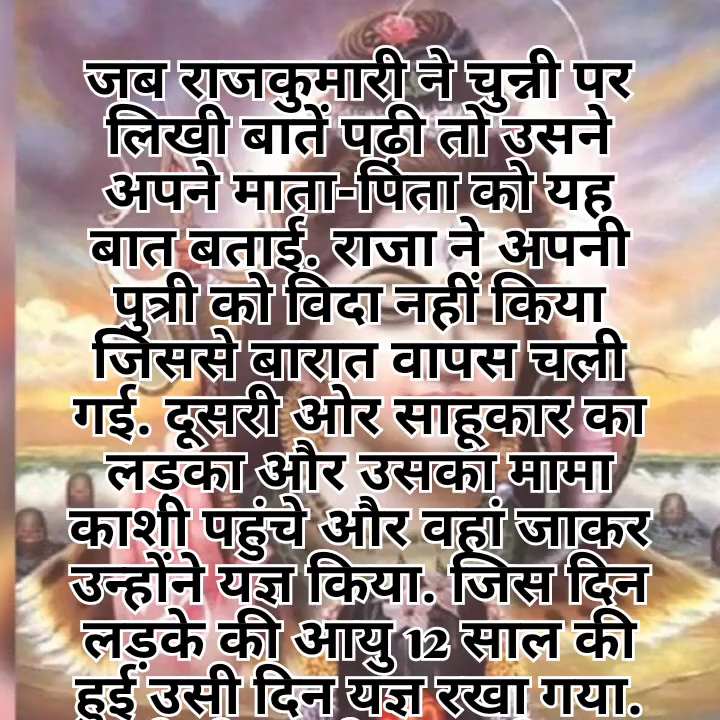 जब राजकुमारी ने चुन्नी पर
लिखी बातें पढ़ी तो उसने
अपने माता-पिता को यह
बात बताई. राजा ने अपनी
पुत्री को विदा नहीं किया
जिससे बारात वापस चली
गई. दूसरी ओर साहूकार का
लड़का और उसका मामा
काशी पहुंचे और वहां जाकर
उन्होंने यज्ञ किया. जिस दिन
लड़के की आयु 12 साल की
हुई उसी दिन यज्ञ रखा गया.